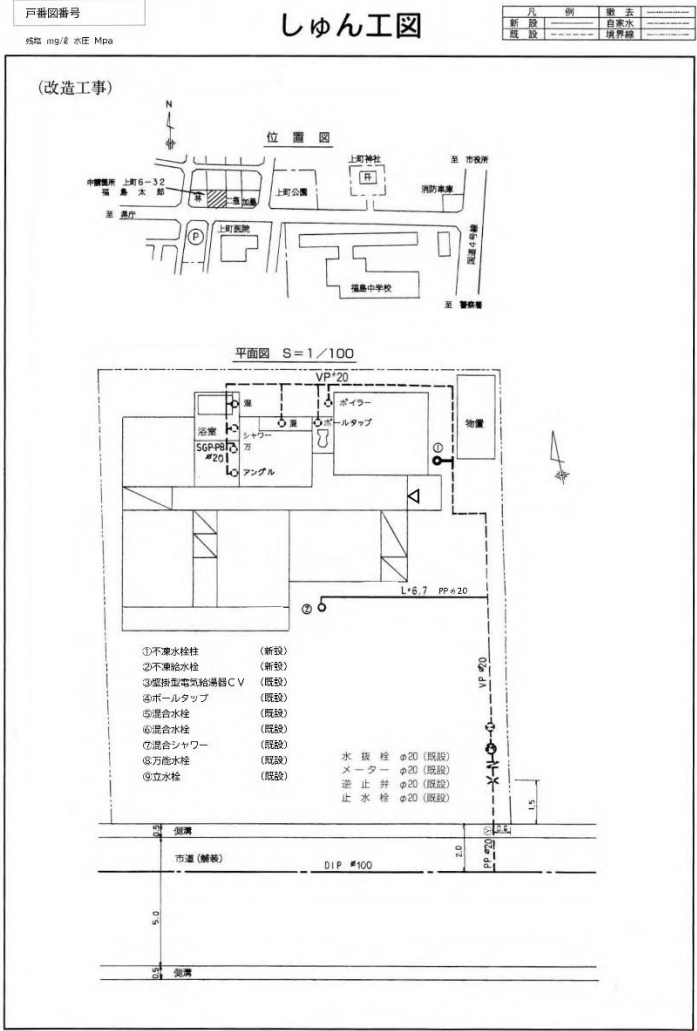 戸番図番号
残塩 mg/ℓ 水圧 Mpa
しゅん工図
凡 例 撤 去
新 設 自家水
既 設 境界線
(改造工事)
N
位 置 図
上町神社
至 市役所
申請箇所 上町6-32
福 島 太 郎
林
二瓶
加藤
上町公園
消防車庫
至 県庁
P
上町医院
国道4号線
福島中学校
至 警察署
平面図 S=1/100
VP φ20
混
ボイラー
混
ボールタップ
物置
浴室
シャワー
SGP-PB
φ20
万
アングル
①
L=6.7 PP φ20
②
①不凍水栓柱 (新設)
②不凍給水栓 (新設)
③壁掛型電気給湯器CV (既設)
④ボールタップ (既設)
⑤混合水栓 (既設)
⑥混合水栓 (既設)
⑦混合シャワー (既設)
⑧万能水栓 (既設)
⑨立水栓 (既設)
VP φ20
水 抜 栓 φ20 (既設)
メーター φ20 (既設)
逆 止 弁 φ20 (既設)
止 水 栓 φ20 (既設)
1.5
0.5
側溝
2.0
0.6
PP φ20
市道 (舗装)
DIP φ100
5.0
0.5
側溝